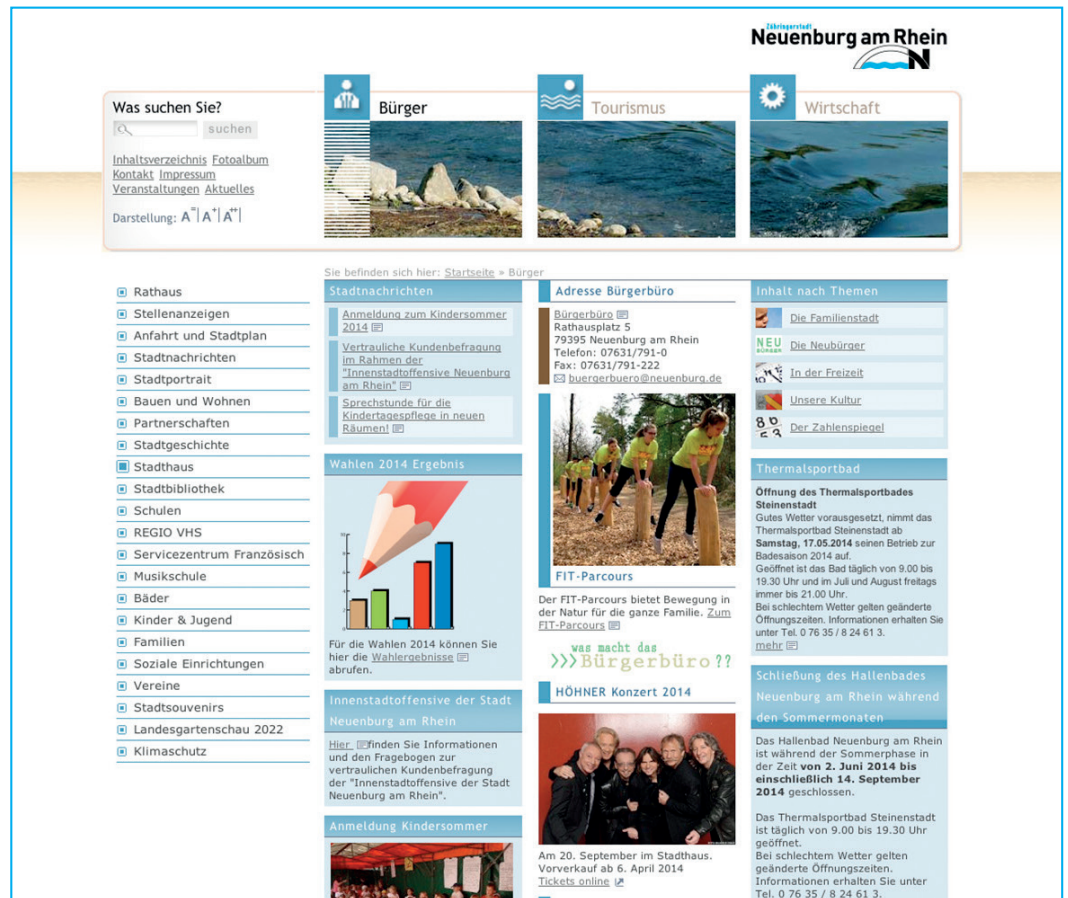 Zähringerstadt
Neuenburg am Rhein
N
Was suchen Sie?
suchen
Inhaltsverzeichnis Fotoalbum
Kontakt Impressum
Veranstaltungen Aktuelles
Darstellung: A=| A+| A++|
Bürger
Tourismus
Wirtschaft
Sie befinden sich hier: Startseite » Bürger
Rathaus
Stellenanzeigen
Anfahrt und Stadtplan
Stadtnachrichten
Stadtportrait
Bauen und Wohnen
Partnerschaften
Stadtgeschichte
Stadthaus
Stadtbibliothek
Schulen
REGIO VHS
Servicezentrum Französisch
Musikschule
Bäder
Kinder & Jugend
Familien
Soziale Einrichtungen
Vereine
Stadtsouvenirs
Landesgartenschau 2022
Klimaschutz
Stadtnachrichten
Anmeldung zum Kindersommer
2014
Vertrauliche Kundenbefragung
im Rahmen der
"Innenstadtoffensive Neuenburg
am Rhein"
Sprechstunde für die
Kindertagespflege in neuen
Räumen!
Wahlen 2014 Ergebnis
10
8
6
4
2
0
Für die Wahlen 2014 können Sie
hier die Wahlergebnisse
abrufen.
Innenstadtoffensive der Stadt
Neuenburg am Rhein
Hier finden Sie Informationen
und den Fragebogen zur
vertraulichen Kundenbefragung
der "Innenstadtoffensive der Stadt
Neuenburg am Rhein".
Anmeldung Kindersommer
Adresse Bürgerbüro
Bürgerbüro
Rathausplatz 5
79395 Neuenburg am Rhein
Telefon: 07631/791-0
Fax: 07631/791-222
buergerbuero@neuenburg.de
FIT-Parcours
Der FIT-Parcours bietet Bewegung in
der Natur für die ganze Familie. Zum
FIT-Parcours
was macht das
>>>Bürgerbüro ??
HÖHNER Konzert 2014
Am 20. September im Stadthaus.
Vorverkauf ab 6. April 2014
Tickets online
Inhalt nach Themen
Die Familienstadt
NEU
BÜRGER
Die Neubürger
In der Freizeit
Unsere Kultur
Der Zahlenspiegel
Thermalsportbad
Öffnung des Thermalsportbades
Steinenstadt
Gutes Wetter vorausgesetzt, nimmt das
Thermalsportbad Steinenstadt ab
Samstag, 17.05.2014 seinen Betrieb zur
Badesaison 2014 auf.
Geöffnet ist das Bad täglich von 9.00 bis
19.30 Uhr und im Juli und August freitags
immer bis 21.00 Uhr.
Bei schlechtem Wetter gelten geänderte
Öffnungszeiten. Informationen erhalten Sie
unter Tel. 0 76 35 / 8 24 61 3.
mehr
Schließung des Hallenbades
Neuenburg am Rhein während
den Sommermonaten
Das Hallenbad Neuenburg am Rhein
ist während der Sommerphase in
der Zeit von 2. Juni 2014 bis
einschließlich 14. September
2014 geschlossen.
Das Thermalsportbad Steinenstadt
ist täglich von 9.00 bis 19.30 Uhr
geöffnet.
Bei schlechtem Wetter gelten
geänderte Öffnungszeiten.
Informationen erhalten Sie unter
Tel. 0 76 35 / 8 24 61 3.